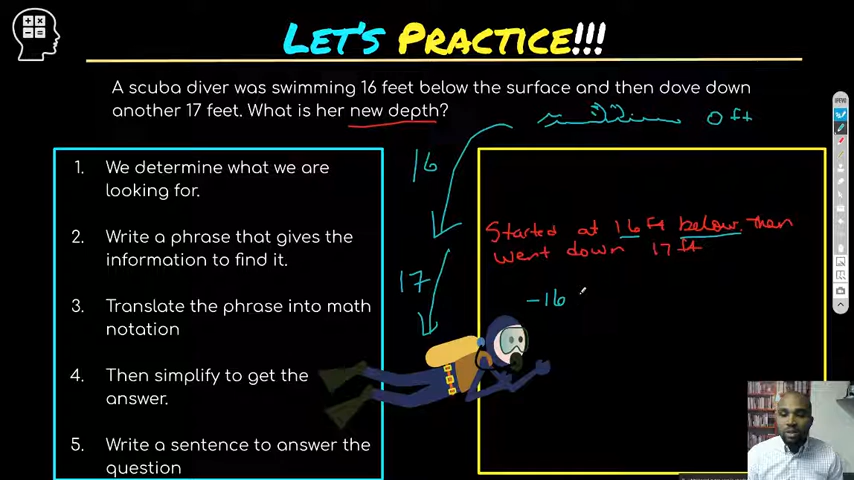 LET'S PRACTICE!!!
A scuba diver was swimming 16 feet below the surface and then dove down
another 17 feet. What is her new depth?
0 ft
16
1. We determine what we are
looking for.
2. Write a phrase that gives the
information to find it.
3. Translate the phrase into math
notation
4. Then simplify to get the
answer.
5. Write a sentence to answer the
question
17
Started at 16 ft below. Then
went down 17 ft
-16